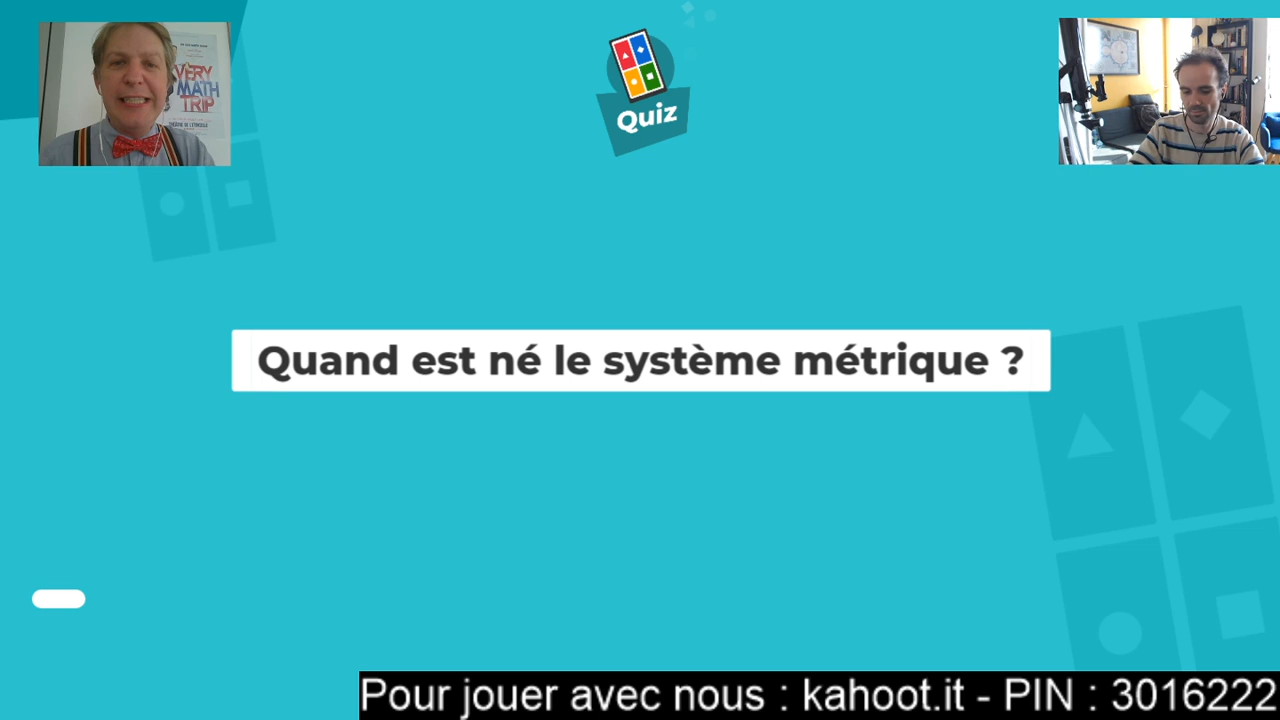 VERY
MATH
TRIP
Quiz
Quand est né le système métrique ?
Pour jouer avec nous : kahoot.it - PIN : 3016222